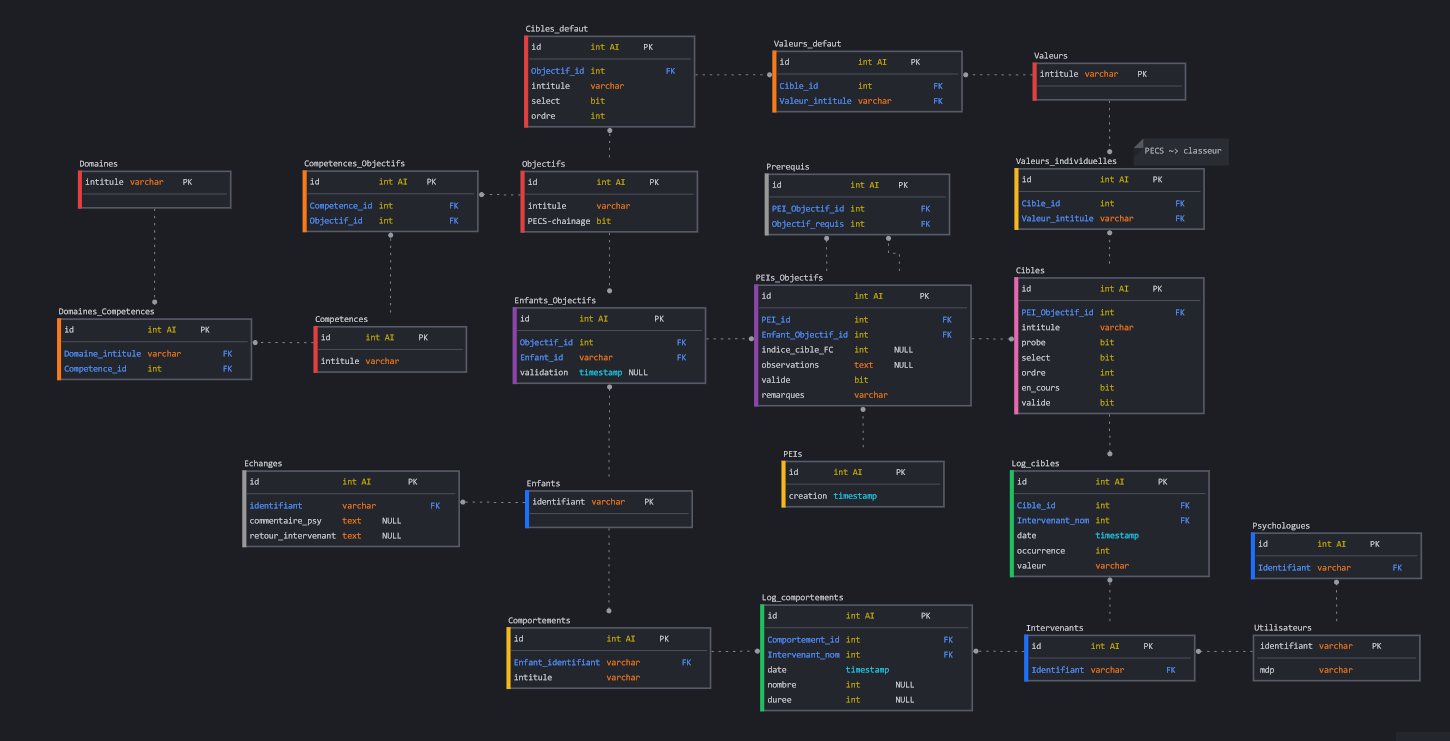 Cibles_defaut
id int AI PK
Objectif_id int FK
intitule varchar
select bit
ordre int
Valeurs_defaut
id int AI PK
Cible_id int FK
Valeur_intitule varchar FK
Valeurs
intitule varchar PK
PECS ~> classeur
Domaines
intitule varchar PK
Competences_Objectifs
id int AI PK
Competence_id int FK
Objectif_id int FK
Objectifs
id int AI PK
intitule varchar
PECS-chainage bit
Prerequis
id int AI PK
PEI_Objectif_id int FK
Objectif_requis int FK
Valeurs_individuelles
id int AI PK
Cible_id int FK
Valeur_intitule varchar FK
Domaines_Competences
id int AI PK
Domaine_intitule varchar FK
Competence_id int FK
Competences
id int AI PK
intitule varchar
Enfants_Objectifs
id int AI PK
Objectif_id int FK
Enfant_id varchar FK
validation timestamp NULL
PEIs_Objectifs
id int AI PK
PEI_id int FK
Enfant_Objectif_id int FK
indice_cible_FC int NULL
observations text NULL
valide bit
remarques varchar
Cibles
id int AI PK
PEI_Objectif_id int FK
intitule varchar
probe bit
select bit
ordre int
en_cours bit
valide bit
Echanges
id int AI PK
identifiant varchar FK
commentaire_psy text NULL
retour_intervenant text NULL
Enfants
identifiant varchar PK
PEIs
id int AI PK
creation timestamp
Log_cibles
id int AI PK
Cible_id int FK
Intervenant_nom int FK
date timestamp
occurrence int
valeur varchar
Psychologues
id int AI PK
Identifiant varchar FK
Comportements
id int AI PK
Enfant_identifiant varchar FK
intitule varchar
Log_comportements
id int AI PK
Comportement_id int FK
Intervenant_nom int FK
date timestamp
nombre int NULL
duree int NULL
Intervenants
id int AI PK
Identifiant varchar FK
Utilisateurs
identifiant varchar PK
mdp varchar